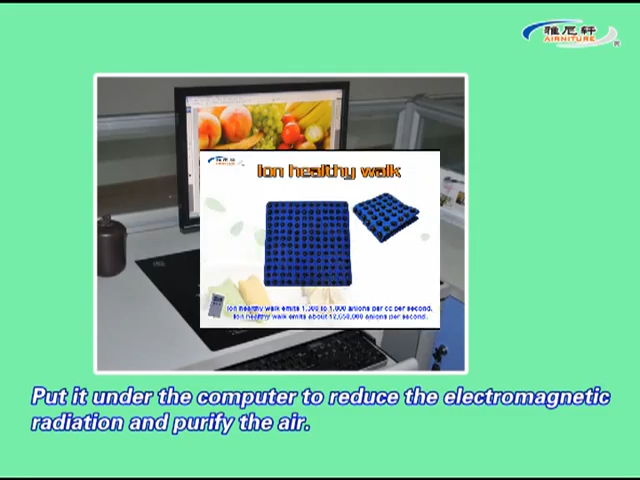 雅尼轩
AIRNITURE
Ion healthy walk
Ion healthy walk emits 1,500 to 1,000 anions per cc per second.
Ion healthy walk emits about 12,050,000 anions per second.
Put it under the computer to reduce the electromagnetic
radiation and purify the air.